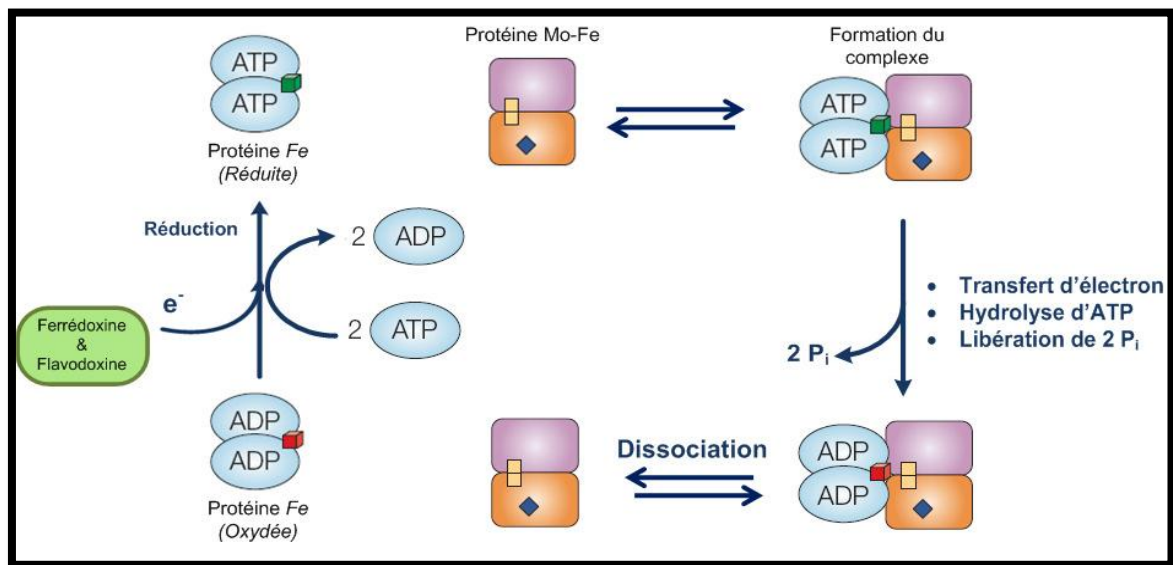 ATP
ATP
Protéine Fe
(Réduite)
Protéine Mo-Fe
Formation du
complexe
ATP
ATP
Réduction
2 ADP
e-
2 ATP
Ferrédoxine
&
Flavodoxine
• Transfert d’électron
• Hydrolyse d’ATP
• Libération de 2 Pi
2 Pi
ADP
ADP
Protéine Fe
(Oxydée)
Dissociation
ADP
ADP